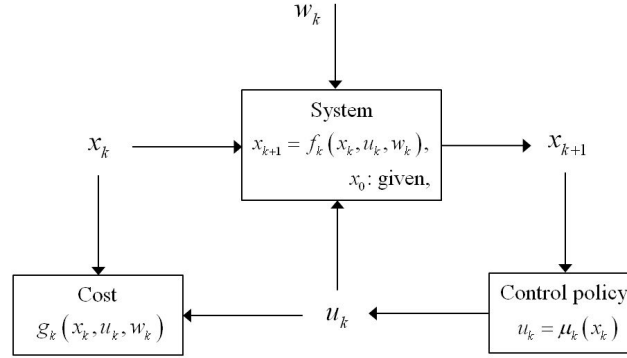 w_k
System
x_k
x_{k+1} = f_k(x_k, u_k, w_k),
x_{k+1}
x_0: given,
Cost
g_k(x_k, u_k, w_k)
u_k
Control policy
u_k = μ_k(x_k)